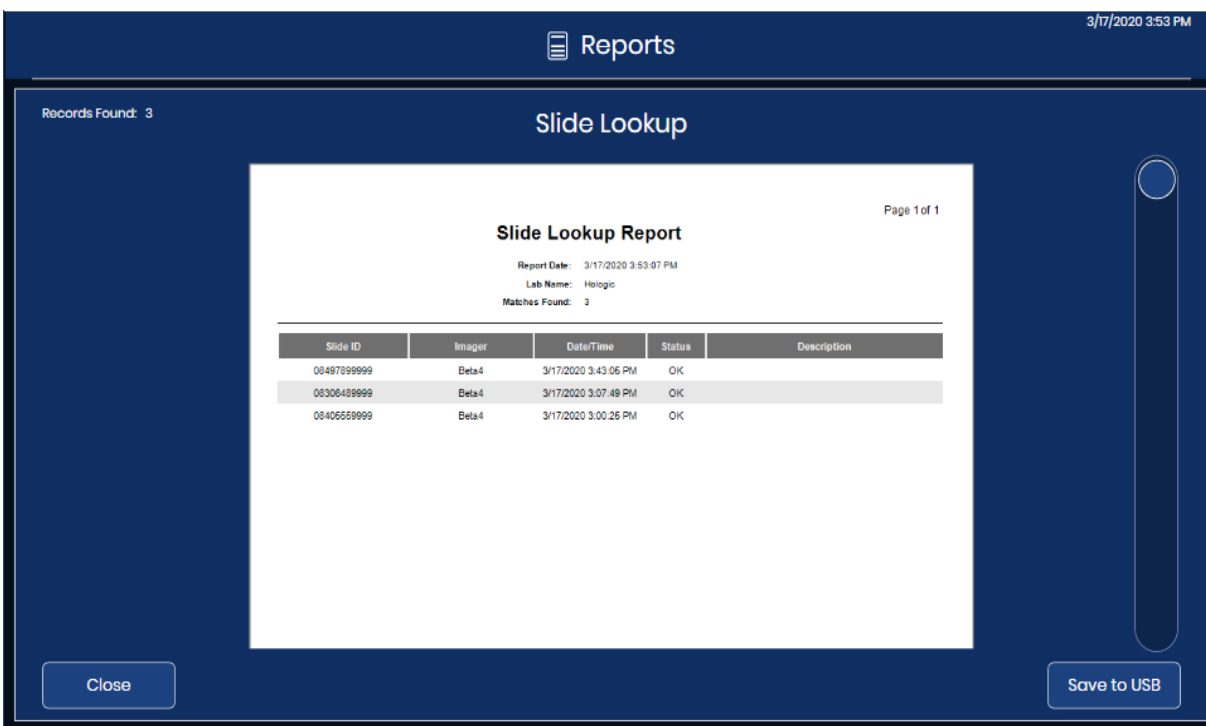 3/17/2020 3:53 PM
Reports
Records Found: 3
Slide Lookup
Page 1 of 1
Slide Lookup Report
Report Date: 3/17/2020 3:53:07 PM
Lab Name: Hologic
Matches Found: 3
Slide ID Imager Date/Time Status Description
08497899999 Beta4 3/17/2020 3:43:05 PM OK
08306489999 Beta4 3/17/2020 3:07:49 PM OK
08405559999 Beta4 3/17/2020 3:00:25 PM OK
Close
Save to USB